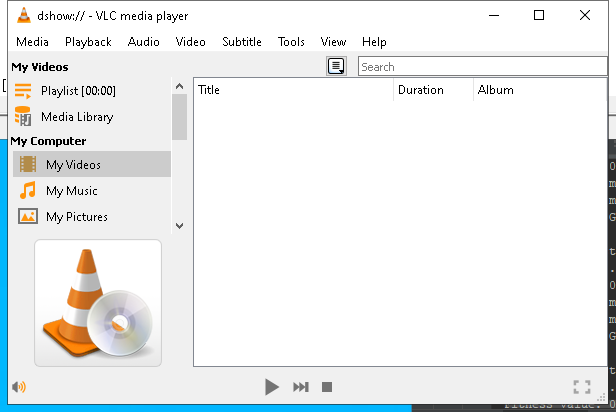 dshow:// - VLC media player
Media Playback Audio Video Subtitle Tools View Help
My Videos
Search
Playlist [00:00]
Media Library
My Computer
My Videos
My Music
My Pictures
Title Duration Album
Fitness value: